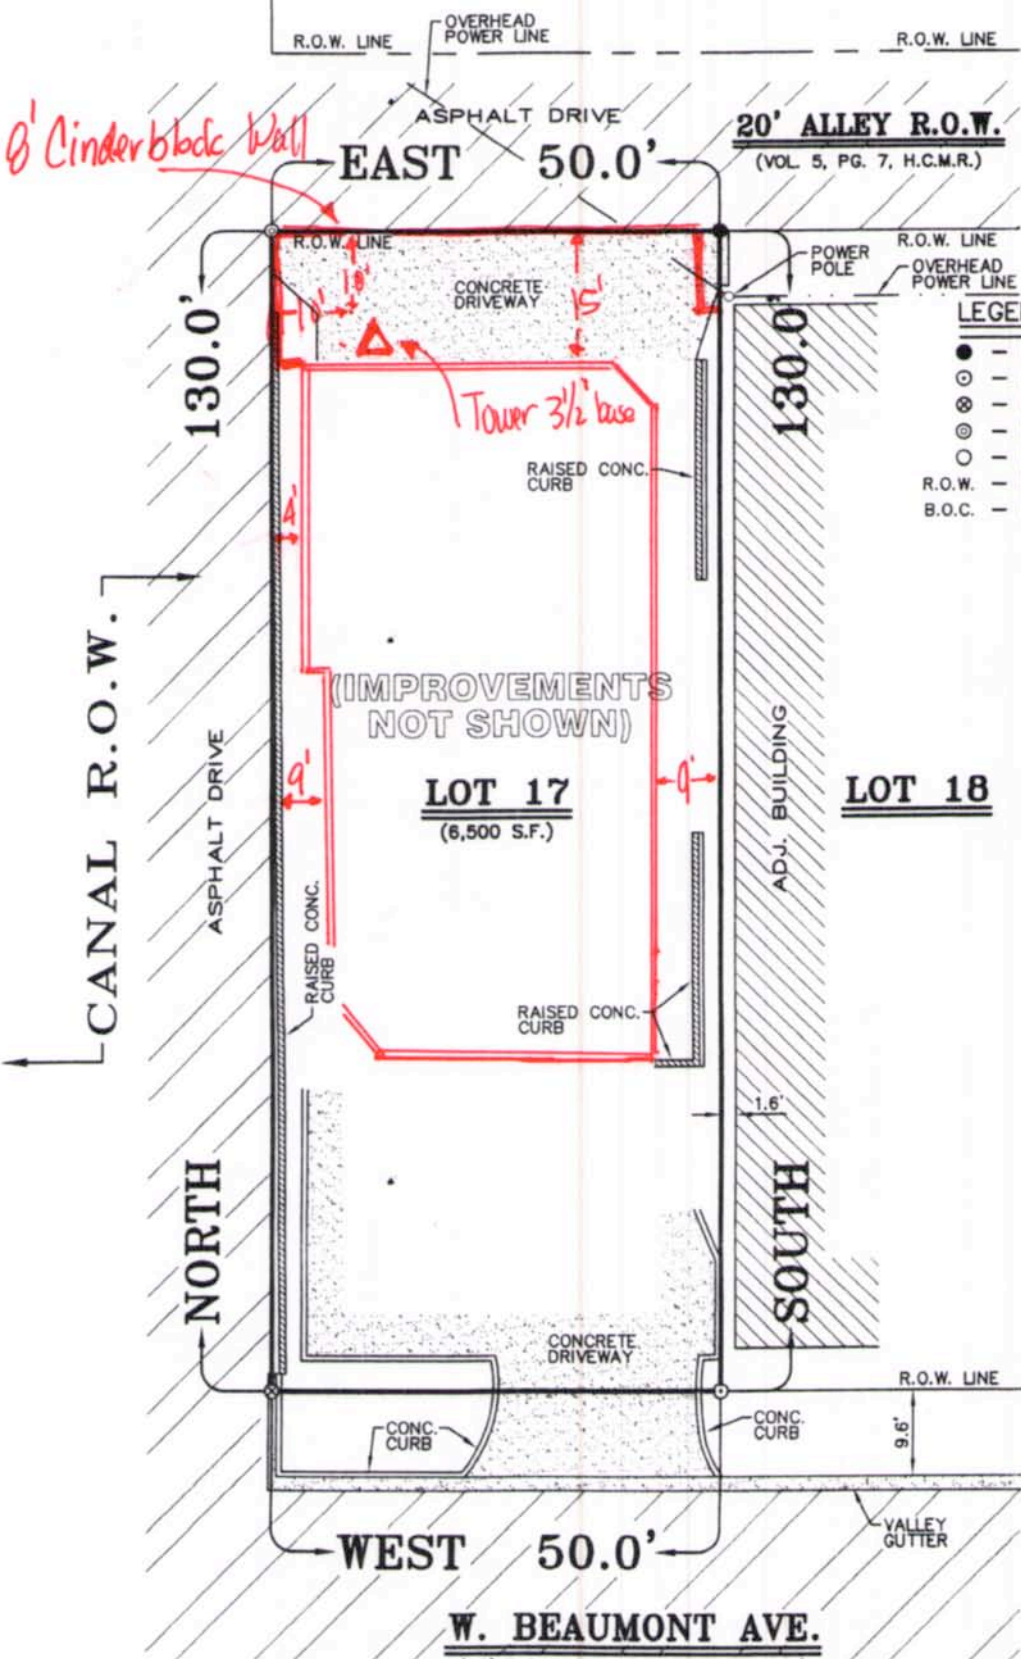 OVERHEAD
POWER LINE
R.O.W. LINE
R.O.W. LINE
ASPHALT DRIVE
20' ALLEY R.O.W.
(VOL. 5, PG. 7, H.C.M.R.)
8' Cinderblock Wall
EAST 50.0'
R.O.W. LINE
R.O.W. LINE
POWER
POLE
OVERHEAD
POWER LINE
CONCRETE
DRIVEWAY
15'
130.0'
130.0'
Tower 3½' base
RAISED CONC.
CURB
R.O.W. –
B.O.C. –
4'
CANAL R.O.W.
ASPHALT DRIVE
(IMPROVEMENTS
NOT SHOWN)
9'
9'
LOT 17
(6,500 S.F.)
ADJ. BUILDING
LOT 18
RAISED CONC.
CURB
RAISED CONC.
CURB
1.6'
NORTH
SOUTH
CONCRETE
DRIVEWAY
R.O.W. LINE
CONC.
CURB
CONC.
CURB
9.6'
VALLEY
GUTTER
WEST 50.0'
W. BEAUMONT AVE.